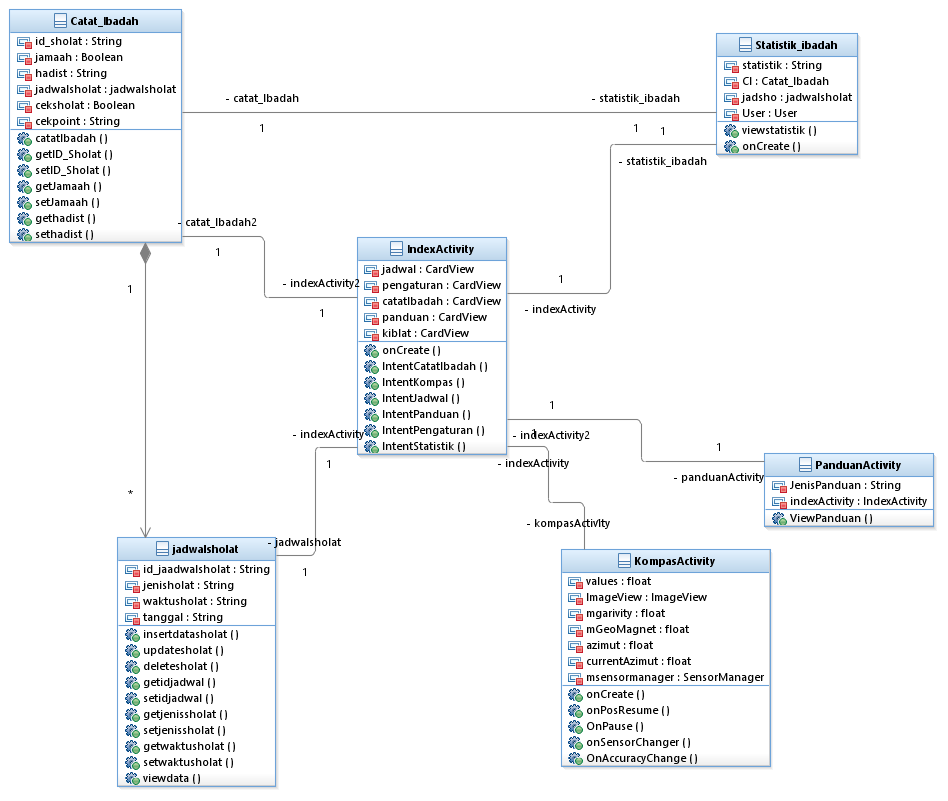 Catat_Ibadah
id_sholat : String
jamaah : Boolean
hadist : String
jadwalsholat : jadwalsholat
ceksholat : Boolean
cekpoint : String
catatIbadah ( )
getID_Sholat ( )
setID_Sholat ( )
getJamaah ( )
setJamaah ( )
gethadist ( )
sethadist ( )
Statistik_ibadah
statistik : String
CI : Catat_Ibadah
jadsho : jadwalsholat
User : User
viewstatistik ( )
onCreate ( )
- catat_Ibadah
1
- statistik_ibadah
1
1
- statistik_ibadah
- catat_Ibadah2
1
- indexActivity2
1
1
- indexActivity
IndexActivity
jadwal : CardView
pengaturan : CardView
catatIbadah : CardView
panduan : CardView
kiblat : CardView
onCreate ( )
IntentCatatIbadah ( )
IntentKompas ( )
IntentJadwal ( )
IntentPanduan ( )
IntentPengaturan ( )
IntentStatistik ( )
1
*
- indexActivity
1
- jadwalsholat
1
1
- indexActivity2
1
- indexActivity
1
- panduanActivity
- kompasActivity
PanduanActivity
JenisPanduan : String
indexActivity : IndexActivity
ViewPanduan ( )
jadwalsholat
id_jaadwalsholat : String
jenisholat : String
waktusholat : String
tanggal : String
insertdatasholat ( )
updatesholat ( )
deletesholat ( )
getidjadwal ( )
setidjadwal ( )
getjenissholat ( )
setjenissholat ( )
getwaktusholat ( )
setwaktusholat ( )
viewdata ( )
KompasActivity
values : float
ImageView : ImageView
mgarivity : float
mGeoMagnet : float
azimut : float
currentAzimut : float
msensormanager : SensorManager
onCreate ( )
onPosResume ( )
OnPause ( )
onSensorChanger ( )
OnAccuracyChange ( )